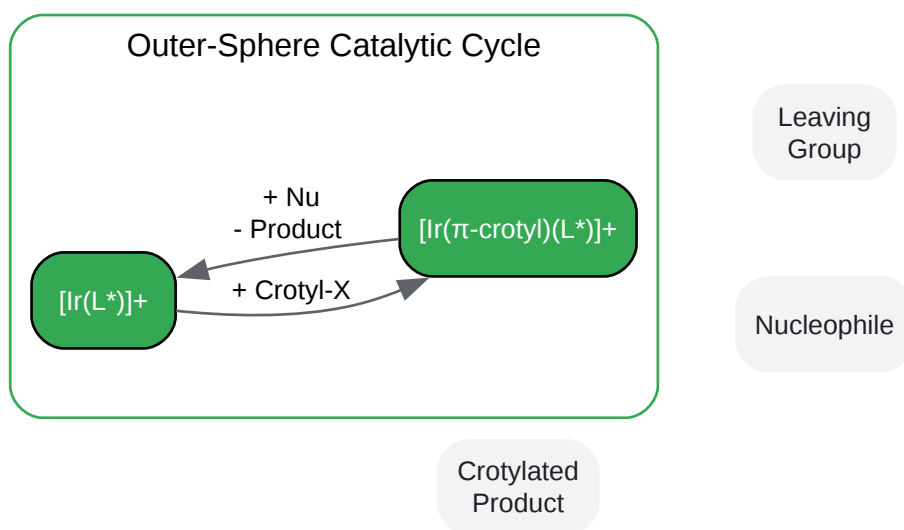 Outer-Sphere Catalytic Cycle
Leaving
Group
+ Nu
- Product
[Ir(π-crotyl)(L*)]+
[Ir(L*)]+
+ Crotyl-X
Nucleophile
Crotylated
Product